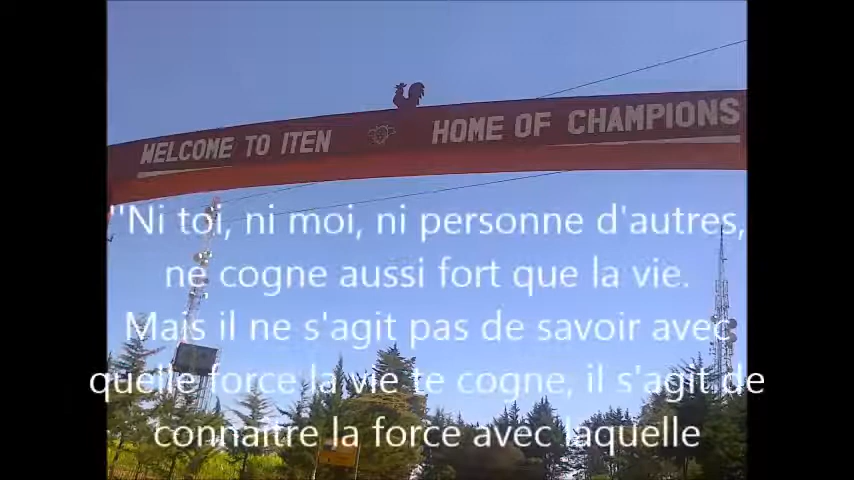 WELCOME TO ITEN HOME OF CHAMPIONS
"Ni toi, ni moi, ni personne d'autres,
ne cogne aussi fort que la vie.
Mais il ne s'agit pas de savoir avec
quelle force la vie te cogne, il s'agit de
connaître la force avec laquelle